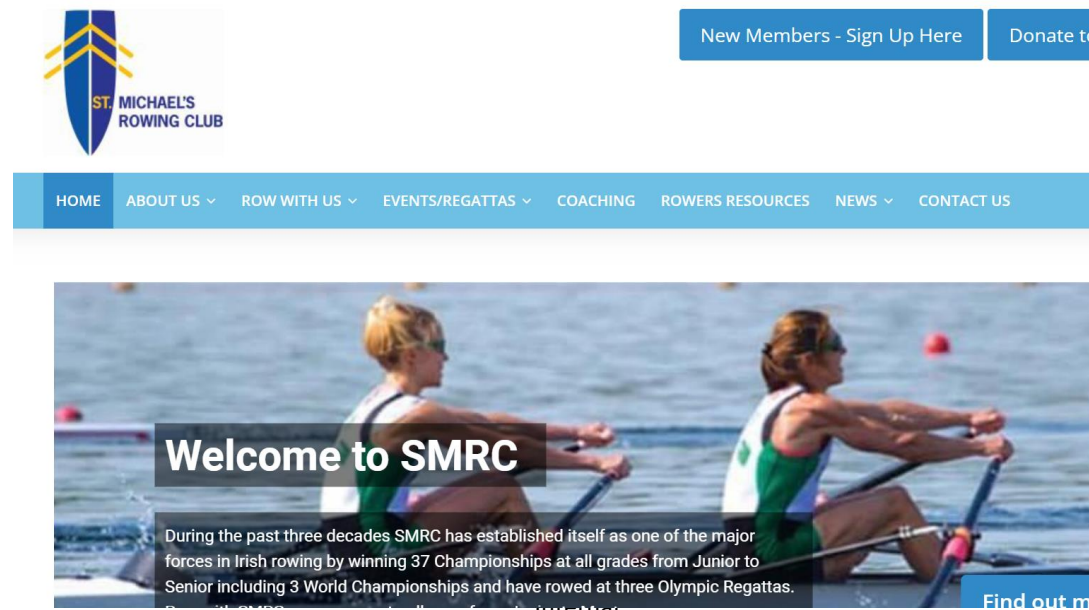 New Members - Sign Up Here
Donate
ST. MICHAEL'S
ROWING CLUB
HOME ABOUT US ROW WITH US EVENTS/REGATTAS COACHING ROWERS RESOURCES NEWS CONTACT US
Welcome to SMRC
During the past three decades SMRC has established itself as one of the major
forces in Irish rowing by winning 37 Championships at all grades from Junior to
Senior including 3 World Championships and have rowed at three Olympic Regattas.
Find out